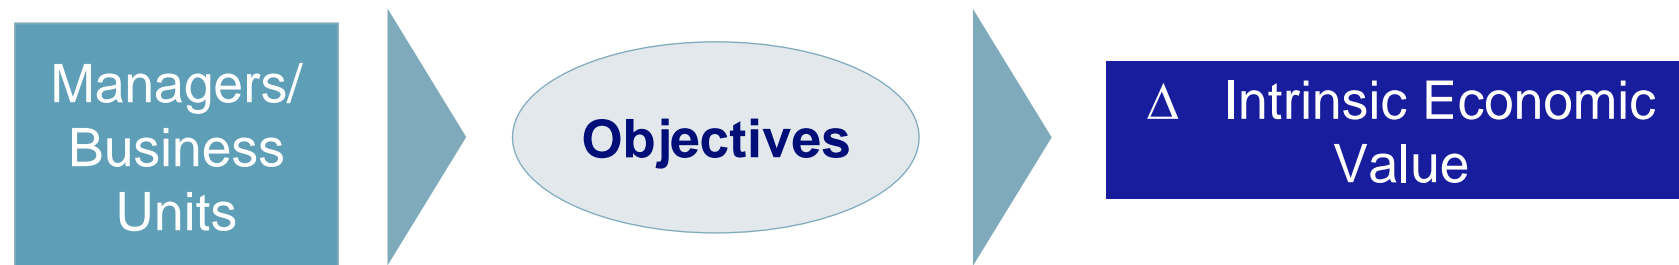 Managers/
Business
Units
Objectives
Δ Intrinsic Economic
Value